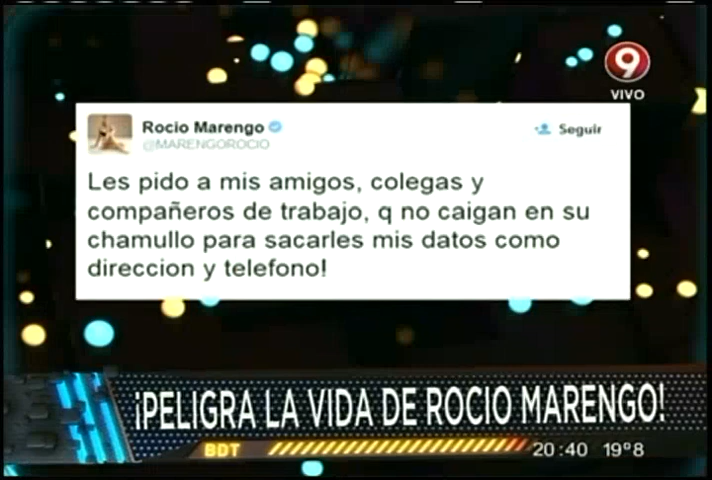 9
VIVO
Rocio Marengo
@MARENGOROCIO
Seguir
Les pido a mis amigos, colegas y
compañeros de trabajo, q no caigan en su
chamullo para sacarles mis datos como
direccion y telefono!
¡PELIGRA LA VIDA DE ROCIO MARENGO!
BDT
20:40 19°8